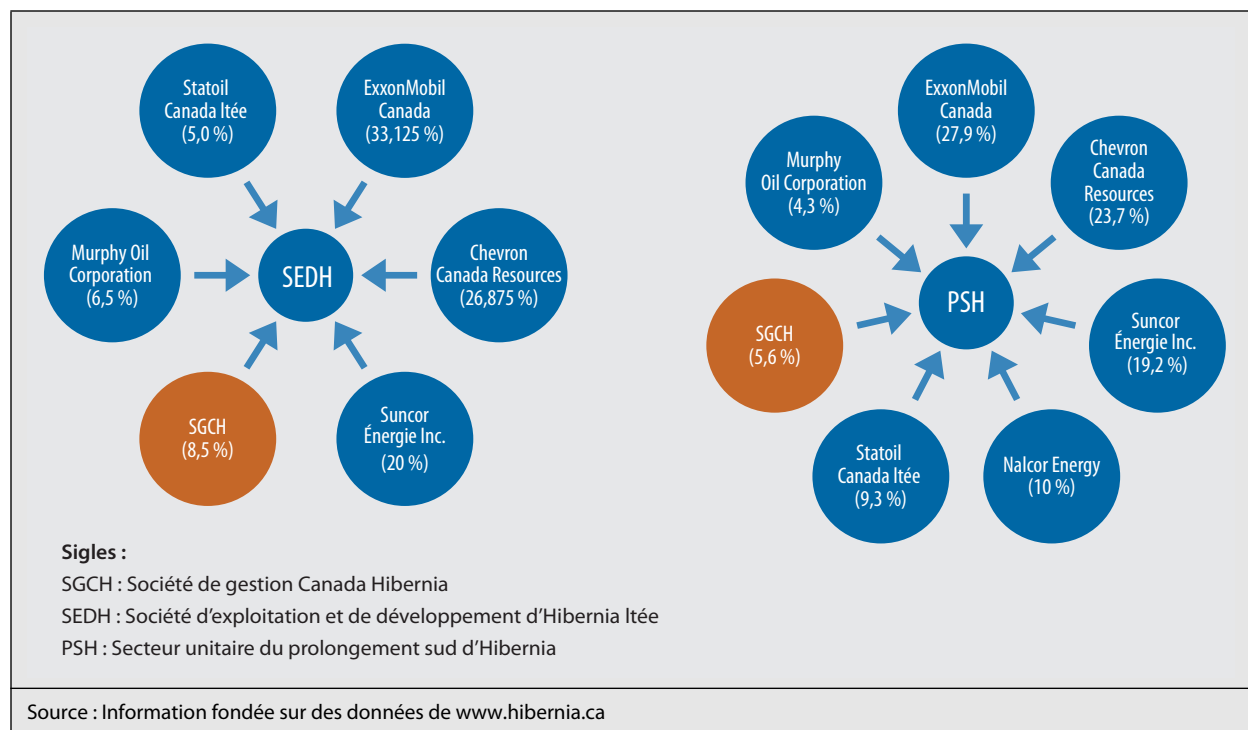 Statoil
Canada ltée
(5,0 %)
ExxonMobil
Canada
(33,125 %)
Murphy Oil
Corporation
(6,5 %)
SEDH
Chevron
Canada Resources
(26,875 %)
SGCH
(8,5 %)
Suncor
Énergie Inc.
(20 %)
ExxonMobil
Canada
(27,9 %)
Murphy
Oil Corporation
(4,3 %)
Chevron
Canada
Resources
(23,7 %)
PSH
SGCH
(5,6 %)
Suncor
Énergie Inc.
(19,2 %)
Statoil
Canada ltée
(9,3 %)
Nalcor Energy
(10 %)
Sigles :
SGCH : Société de gestion Canada Hibernia
SEDH : Société d'exploitation et de développement d'Hibernia ltée
PSH : Secteur unitaire du prolongement sud d'Hibernia
Source : Information fondée sur des données de www.hibernia.ca